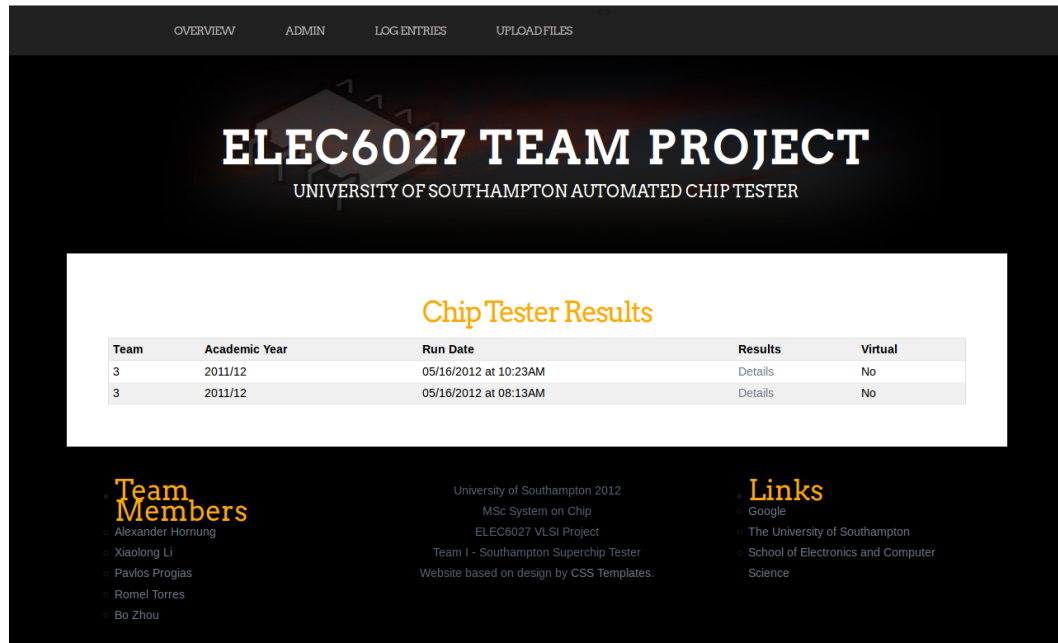 OVERVIEW ADMIN LOG ENTRIES UPLOAD FILES
ELEC6027 TEAM PROJECT
UNIVERSITY OF SOUTHAMPTON AUTOMATED CHIP TESTER
Chip Tester Results
Team Academic Year Run Date Results Virtual
3 2011/12 05/16/2012 at 10:23AM Details No
3 2011/12 05/16/2012 at 08:13AM Details No
Team
Members
Alexander Hornung
Xiaolong Li
Pavlos Progias
Romel Torres
Bo Zhou
University of Southampton 2012
MSc System on Chip
ELEC6027 VLSI Project
Team I - Southampton Superchip Tester
Website based on design by CSS Templates.
Links
Google
The University of Southampton
School of Electronics and Computer
Science